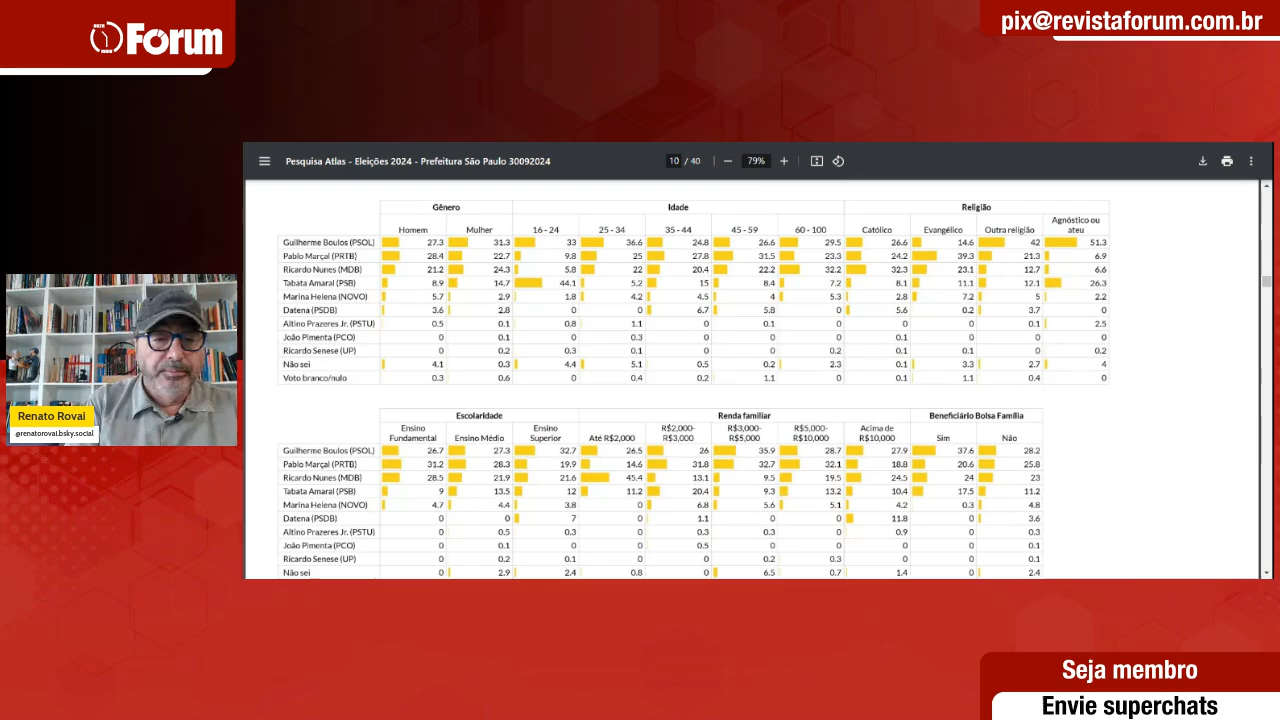 REVISTA
Forum
pix@revistaforum.com.br
Pesquisa Atlas - Eleições 2024 - Prefeitura São Paulo 30092024
10 / 40
79%
Gênero Idade Religião
Homem Mulher 16 - 24 25 - 34 35 - 44 45 - 59 60 - 100 Católico Evangélico Outra religião Agnóstico ou ateu
Guilherme Boulos (PSOL) 27.3 31.3 33 36.6 24.8 26.6 29.5 26.6 14.6 42 51.3
Pablo Marçal (PRTB) 28.4 22.7 9.8 25 27.8 31.5 23.3 24.2 39.3 21.3 6.9
Ricardo Nunes (MDB) 21.2 24.3 5.8 22 20.4 22.2 32.2 32.3 23.1 12.7 6.6
Tabata Amaral (PSB) 8.9 14.7 44.1 5.2 15 8.4 7.2 8.1 11.1 12.1 26.3
Marina Helena (NOVO) 5.7 2.9 1.8 4.2 4.5 4 5.3 2.8 7.2 5 2.2
Datena (PSDB) 3.6 2.8 0 0 6.7 5.8 0 5.6 0.2 3.7 0
Altino Prazeres Jr. (PSTU) 0.5 0.1 0.8 1.1 0 0.1 0 0 0 0.1 2.5
João Pimenta (PCO) 0 0.1 0 0.3 0 0 0 0.1 0 0 0
Ricardo Senese (UP) 0 0.2 0.3 0.1 0 0 0.2 0.1 0.1 0 0.2
Não sei 4.1 0.3 4.4 5.1 0.5 0.2 2.3 0.1 3.3 2.7 4
Voto branco/nulo 0.3 0.6 0 0.4 0.2 1.1 0 0.1 1.1 0.4 0
Escolaridade Renda familiar Beneficiário Bolsa Família
Ensino Fundamental Ensino Médio Ensino Superior Até R$2,000 R$2,000-R$3,000 R$3,000-R$5,000 R$5,000-R$10,000 Acima de R$10,000 Sim Não
Guilherme Boulos (PSOL) 26.7 27.3 32.7 26.5 26 35.9 28.7 27.9 37.6 28.2
Pablo Marçal (PRTB) 31.2 28.3 19.9 14.6 31.8 32.7 32.1 18.8 20.6 25.8
Ricardo Nunes (MDB) 28.5 21.9 21.6 45.4 13.1 9.5 19.5 24.5 24 23
Tabata Amaral (PSB) 9 13.5 12 11.2 20.4 9.3 13.2 10.4 17.5 11.2
Marina Helena (NOVO) 4.7 4.4 3.8 0 6.8 5.6 5.1 4.2 0.3 4.8
Datena (PSDB) 0 0 7 0 1.1 0 0 11.8 0 3.6
Altino Prazeres Jr. (PSTU) 0 0.5 0.3 0 0.3 0.3 0 0.9 0 0.3
João Pimenta (PCO) 0 0.1 0 0 0.5 0 0 0 0 0.1
Ricardo Senese (UP) 0 0.2 0.1 0 0 0.2 0.3 0 0 0.1
Não sei 0 2.9 2.4 0.8 0 6.5 0.7 1.4 0 2.4
Renato Rovai
@renatorovai.bsky.social
Seja membro
Envie superchats